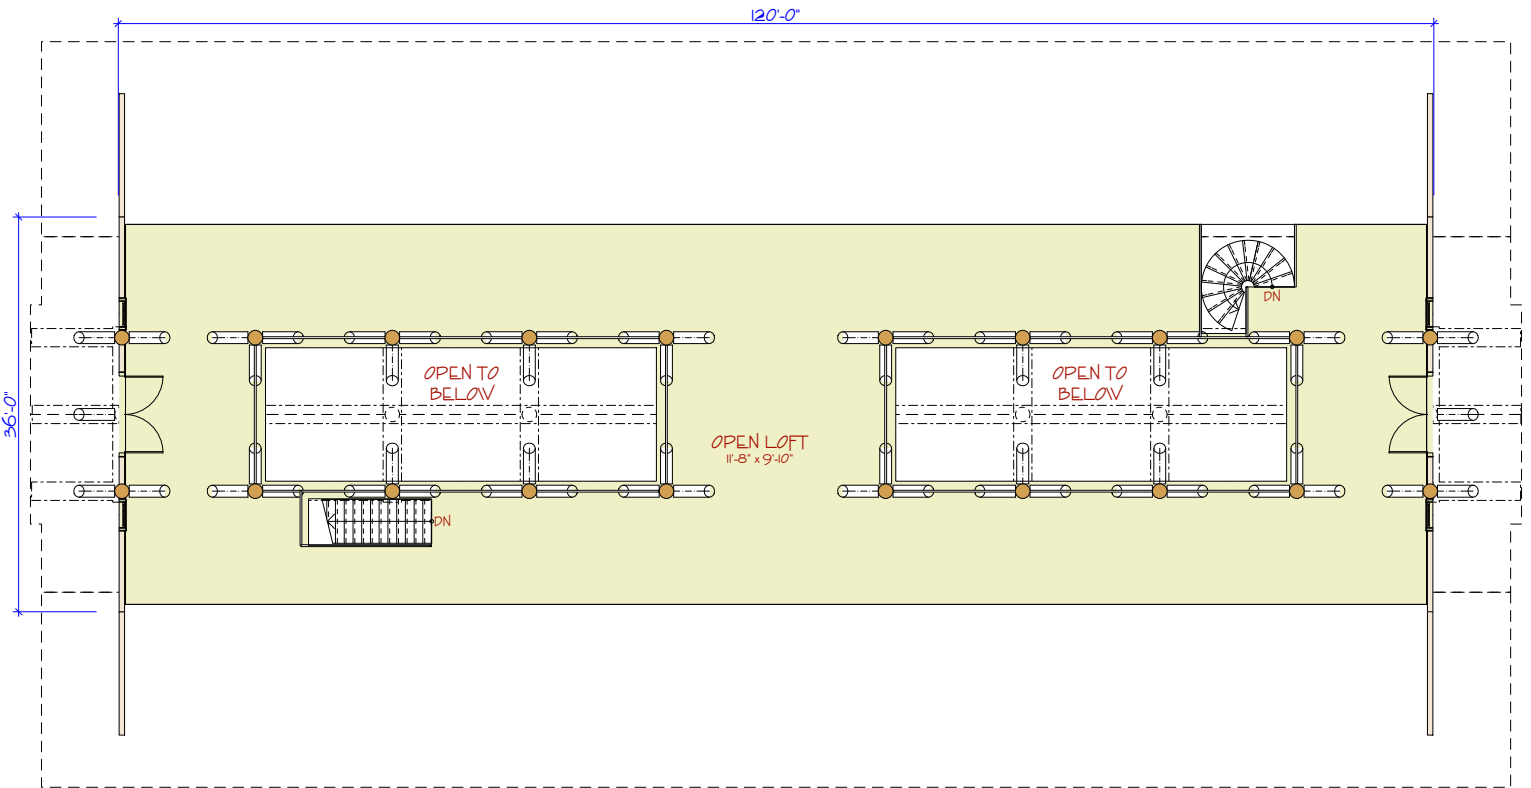 120'-0"
36'-0"
DN
OPEN TO
BELOW
OPEN TO
BELOW
OPEN LOFT
11'-8" x 9'-10"
DN